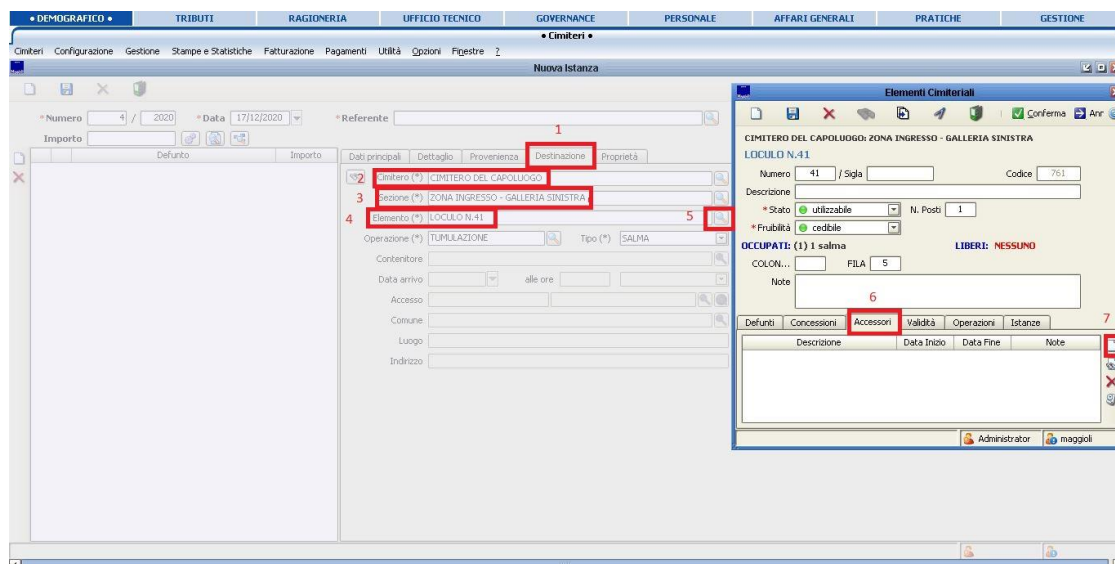 • DEMOGRAFICO • TRIBUTI RAGIONERIA UFFICIO TECNICO GOVERNANCE PERSONALE AFFARI GENERALI PRATICHE GESTIONE
• Cimiteri •
Cimiteri Configurazione Gestione Stampe e Statistiche Fatturazione Pagamenti Utilità Opzioni Finestre ?
Nuova Istanza
Elementi Cimiteriali
Conferma Anr
*Numero 4 / 2020 *Data 17/12/2020 *Referente
Importo
1
Defunto Importo
Dati principali Dettaglio Provenienza Destinazione Proprietà
2 Cimitero (*) CIMITERO DEL CAPOLUOGO
3 Sezione (*) ZONA INGRESSO - GALLERIA SINISTRA
4 Elemento (*) LOCULO N.41 5
Operazione (*) TUMULAZIONE Tipo (*) SALMA
Contenitore
Data arrivo alle ore
Accesso
Comune
Luogo
Indirizzo
CIMITERO DEL CAPOLUOGO: ZONA INGRESSO - GALLERIA SINISTRA
LOCULO N.41
Numero 41 / Sigla Codice 761
Descrizione
*Stato utilizzabile N. Posti 1
*Fruibilità cedibile
OCCUPATI: (1) 1 salma LIBERI: NESSUNO
COLON... FILA 5
Note
6
Defunti Concessioni Accessori Validità Operazioni Istanze 7
Descrizione Data Inizio Data Fine Note
Administrator maggioli